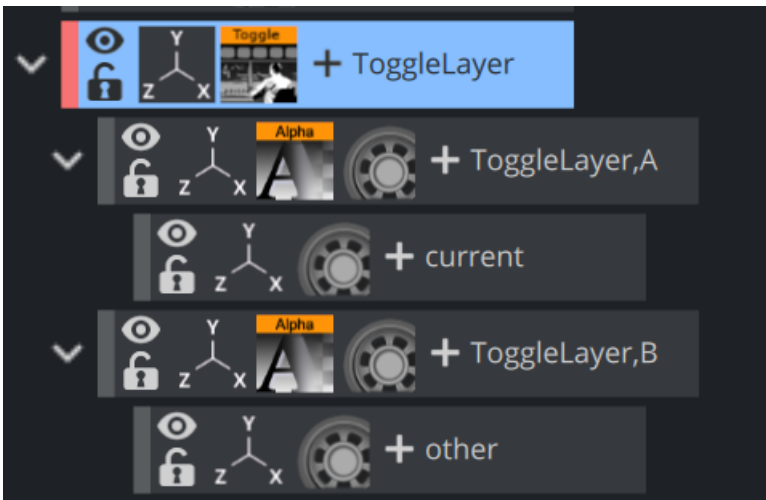 Toggle
Y
Z X
ToggleLayer
Alpha
Y
Z X
ToggleLayer,A
Y
Z X
current
Alpha
Y
Z X
ToggleLayer,B
Y
Z X
other